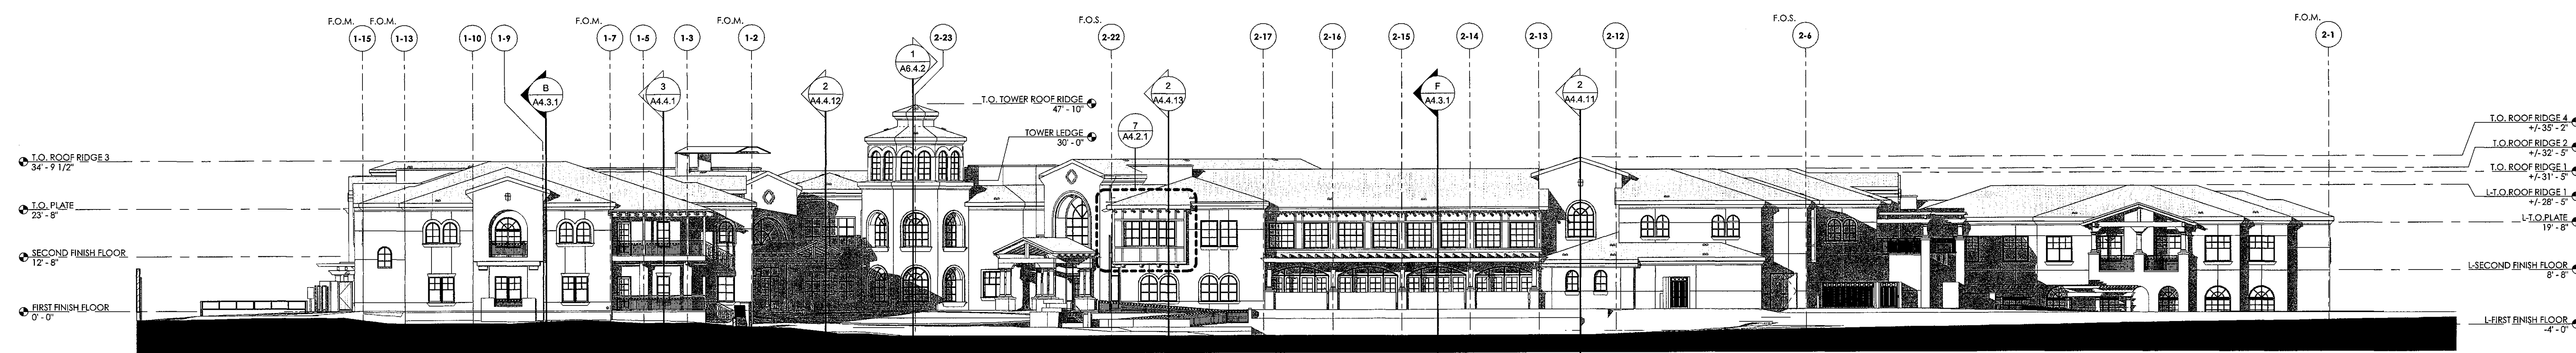 F.O.M.
F.O.M.
F.O.M.
F.O.M.
F.O.S.
F.O.S.
F.O.M.
1-15
1-13
1-10
1-9
1-7
1-5
1-3
1-2
2-23
2-22
2-17
2-16
2-15
2-14
2-13
2-12
2-6
2-1
1
A6.4.2
B
A4.3.1
3
A4.4.1
2
A4.4.12
2
A4.4.13
F
A4.3.1
2
A4.4.11
7
A4.2.1
T.O. TOWER ROOF RIDGE
47' - 10"
TOWER LEDGE
30' - 0"
T.O. ROOF RIDGE 3
34' - 9 1/2"
T.O. PLATE
23' - 8"
SECOND FINISH FLOOR
12' - 8"
FIRST FINISH FLOOR
0' - 0"
T.O. ROOF RIDGE 4
+/-35' - 2"
T.O.ROOF RIDGE 2
+/-32' - 5"
T.O. ROOF RIDGE 1
+/-31' - 5"
L-T.O.ROOF RIDGE 1
+/-28' - 5"
L-T.O.PLATE
19' - 8"
L-SECOND FINISH FLOOR
8' - 8"
L-FIRST FINISH FLOOR
-4' - 0"